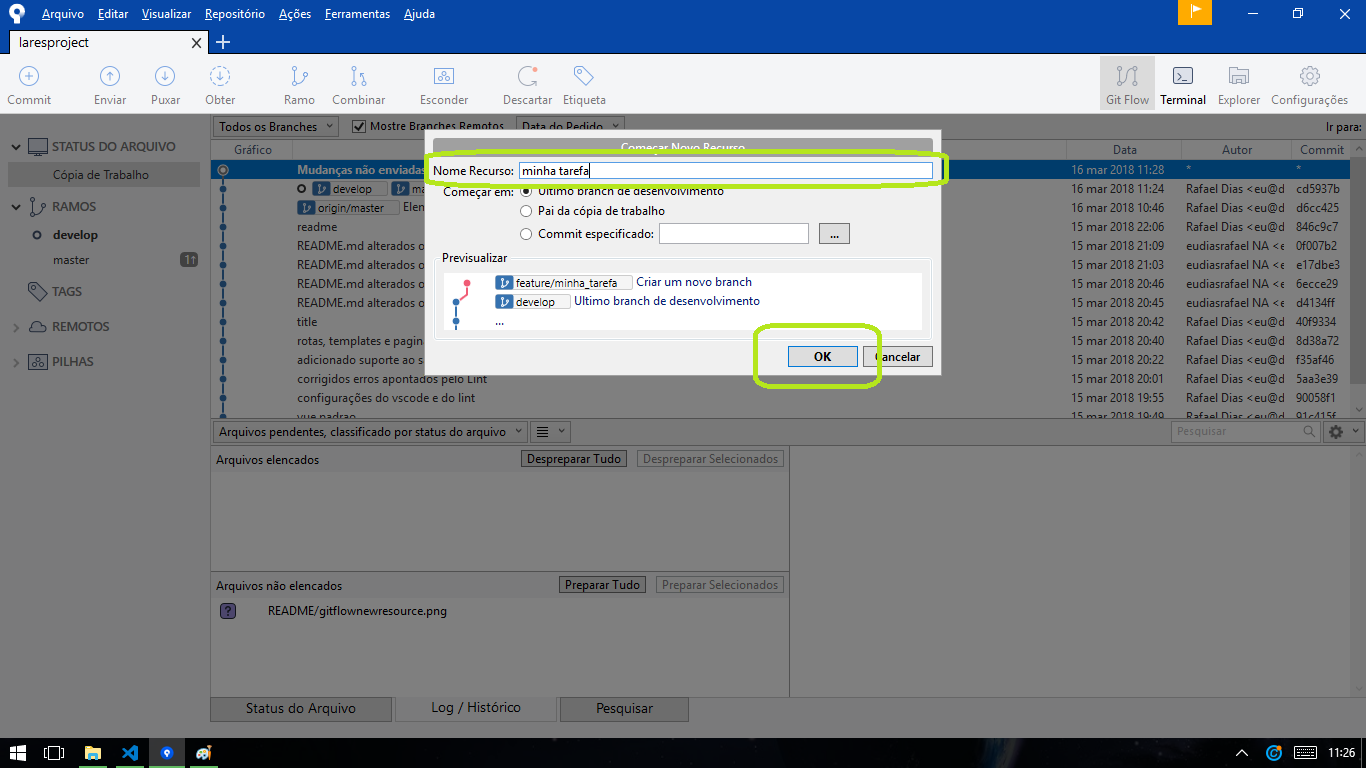 Arquivo Editar Visualizar Repositório Ações Ferramentas Ajuda
laresproject
Commit Enviar Puxar Obter Ramo Combinar Esconder Descartar Etiqueta Git Flow Terminal Explorer Configurações
Todos os Branches Mostre Branches Remotos Data do Pedido Ir para:
STATUS DO ARQUIVO
Cópia de Trabalho
RAMOS
develop
master 1↑
TAGS
REMOTOS
PILHAS
Gráfico Data Autor Commit
Mudanças não enviadas 16 mar 2018 11:28 * *
develop 16 mar 2018 11:24 Rafael Dias <eu@d cd5937b
origin/master Elen 16 mar 2018 10:46 Rafael Dias <eu@d d6cc425
readme 15 mar 2018 22:06 Rafael Dias <eu@d 846c9c7
README.md alterados o 15 mar 2018 21:09 eudiasrafael NA <e 0f007b2
README.md alterados o 15 mar 2018 21:03 eudiasrafael NA <e e17dbe3
README.md alterados o 15 mar 2018 20:46 eudiasrafael NA <e 6ecce29
README.md alterados o 15 mar 2018 20:45 eudiasrafael NA <e d4134ff
title 15 mar 2018 20:42 Rafael Dias <eu@d 40f9334
rotas, templates e pagin 15 mar 2018 20:40 Rafael Dias <eu@d 8d38a72
adicionado suporte ao s 15 mar 2018 20:22 Rafael Dias <eu@d f35af46
corrigidos erros apontados pelo Lint 15 mar 2018 20:01 Rafael Dias <eu@d 5aa3e39
configurações do vscode e do lint 15 mar 2018 19:55 Rafael Dias <eu@d 90058f1
vue padrao 15 mar 2018 19:49 Rafael Dias <eu@d 91c415f
Começar Novo Recurso
Nome Recurso: minha tarefa
Começar em: Último branch de desenvolvimento
Pai da cópia de trabalho
Commit especificado: ...
Previsualizar
feature/minha_tarefa Criar um novo branch
develop Ultimo branch de desenvolvimento
...
OK Cancelar
Arquivos pendentes, classificado por status do arquivo Pesquisar
Arquivos elencados Despreparar Tudo Despreparar Selecionados
Arquivos não elencados Preparar Tudo Preparar Selecionados
? README/gitflownewresource.png
Status do Arquivo Log / Histórico Pesquisar
11:26